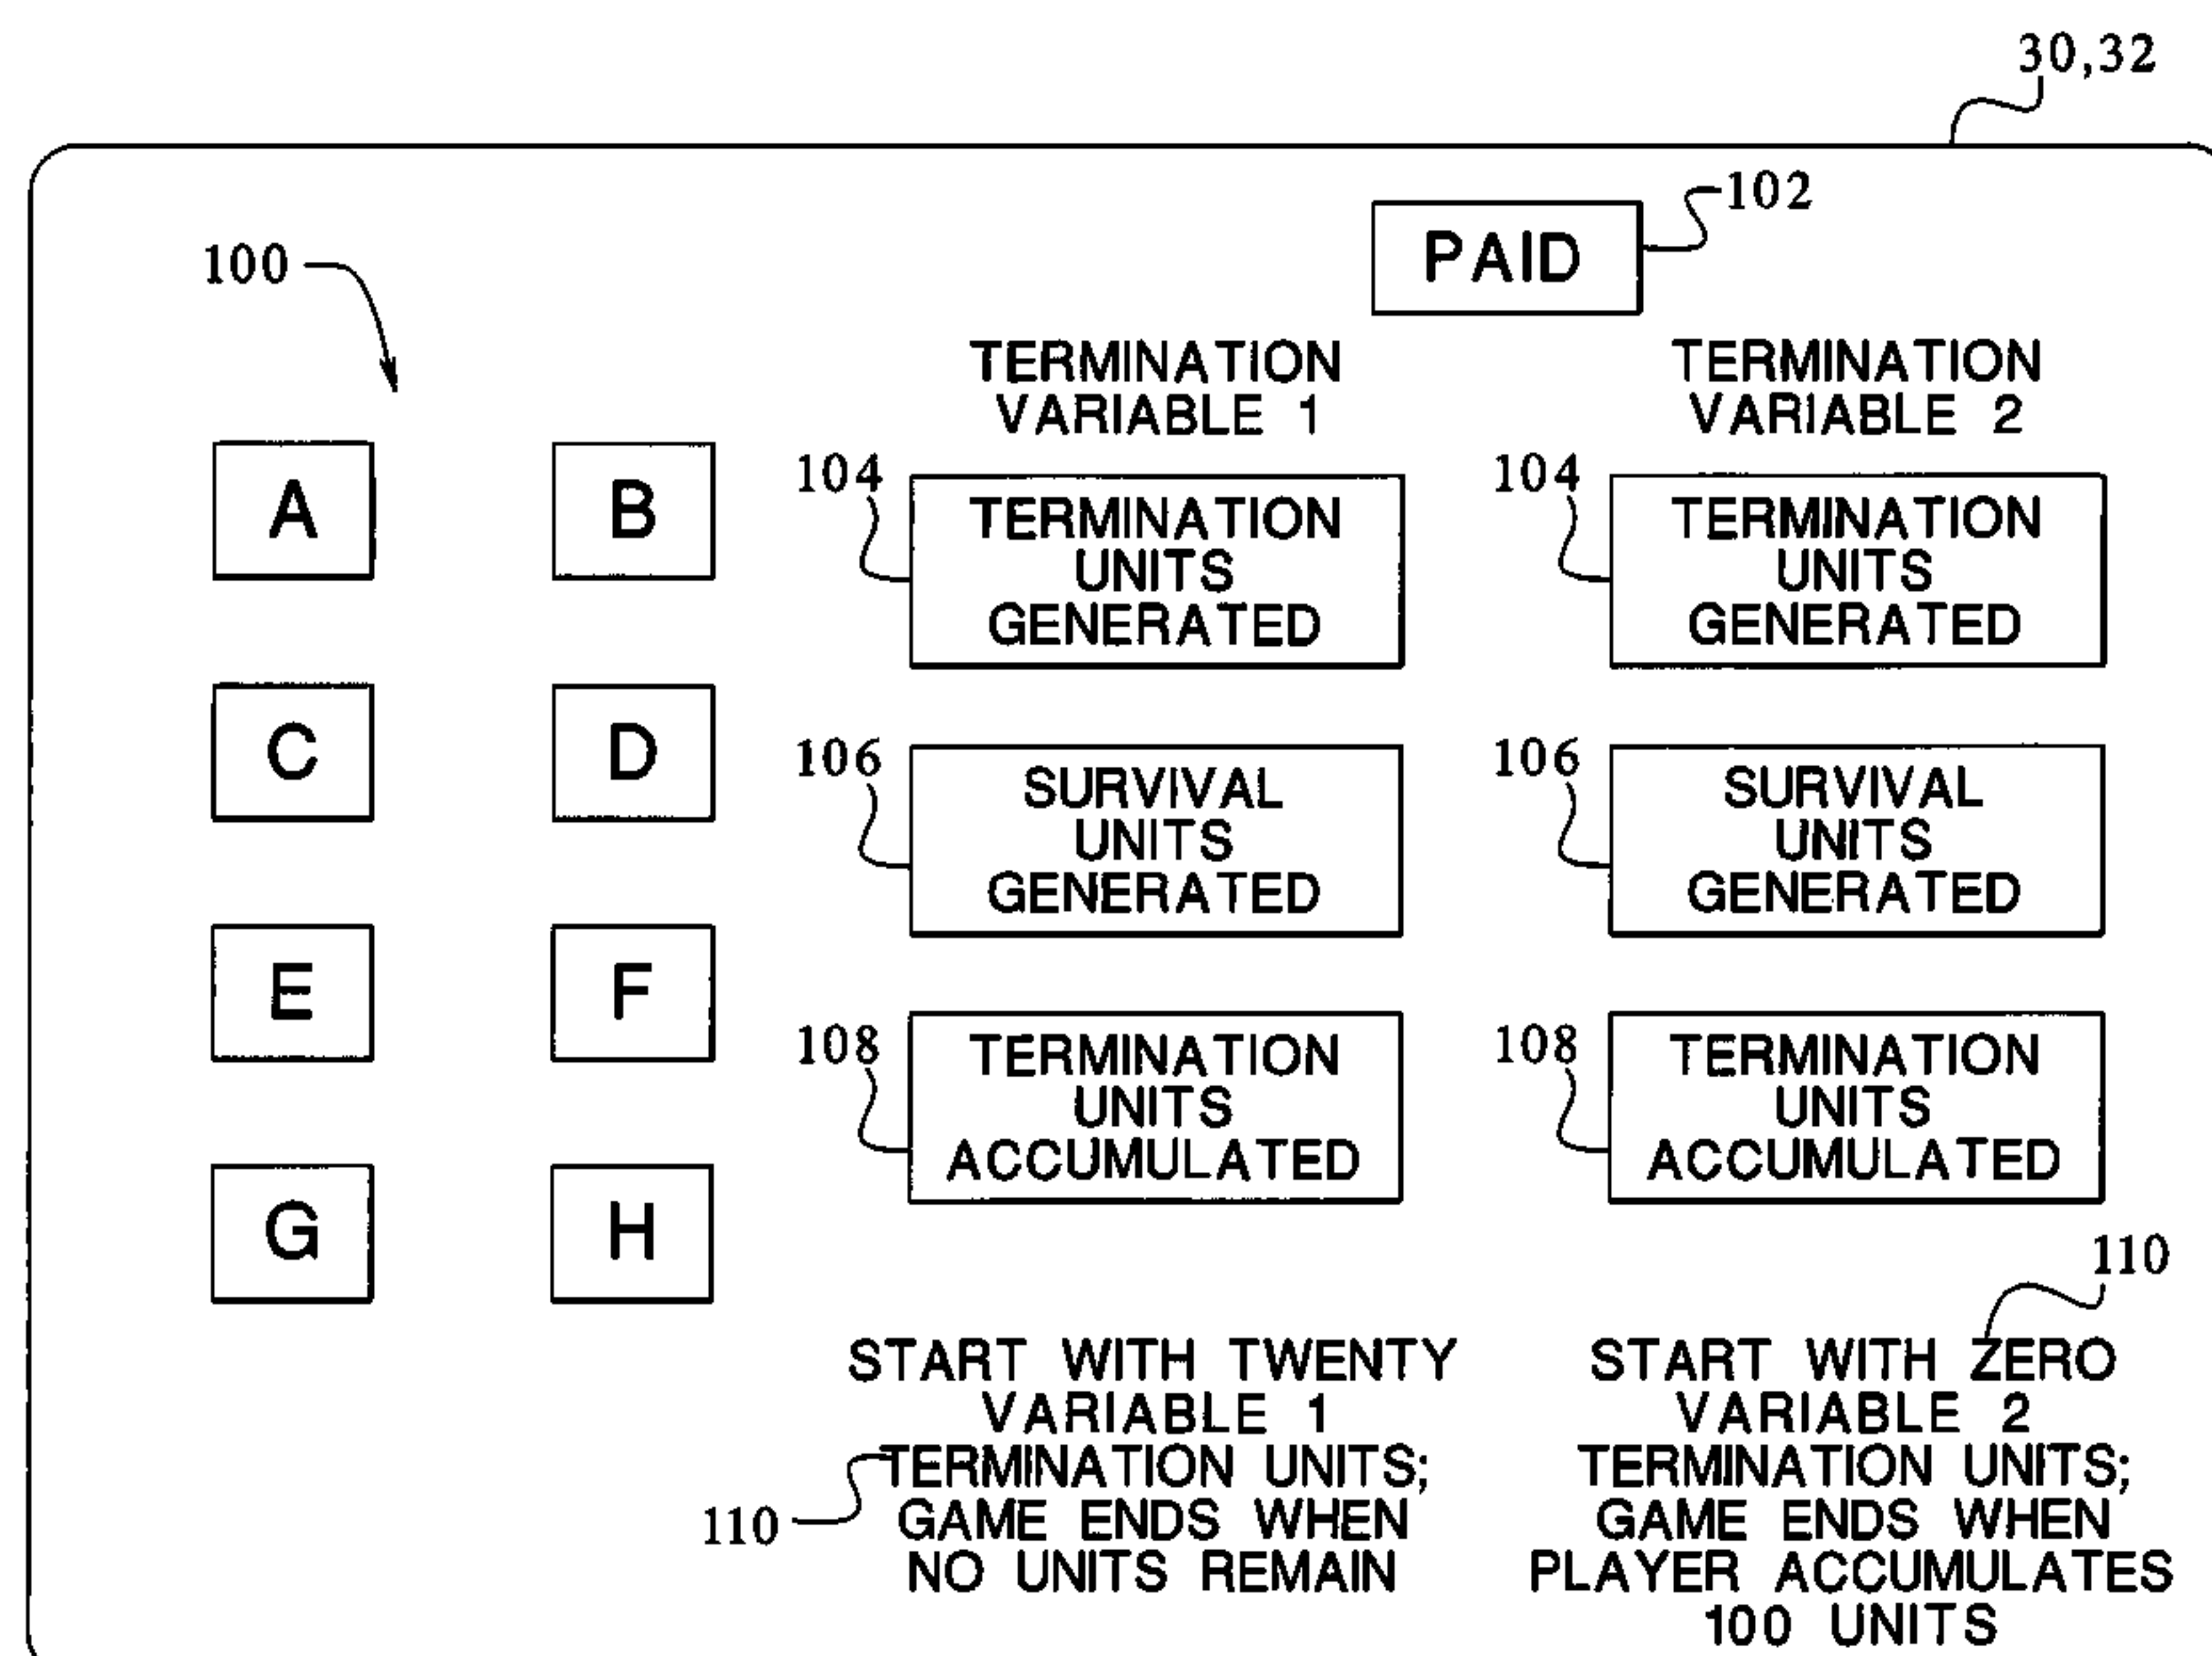 30,32
102
PAID
100
TERMINATION
VARIABLE 1
TERMINATION
VARIABLE 2
A
B
C
D
E
F
G
H
104
TERMINATION
UNITS
GENERATED
104
TERMINATION
UNITS
GENERATED
106
SURVIVAL
UNITS
GENERATED
106
SURVIVAL
UNITS
GENERATED
108
TERMINATION
UNITS
ACCUMULATED
108
TERMINATION
UNITS
ACCUMULATED
110
START WITH TWENTY
VARIABLE 1
TERMINATION UNITS;
GAME ENDS WHEN
NO UNITS REMAIN
110
START WITH ZERO
VARIABLE 2
TERMINATION UNITS;
GAME ENDS WHEN
PLAYER ACCUMULATES
100 UNITS